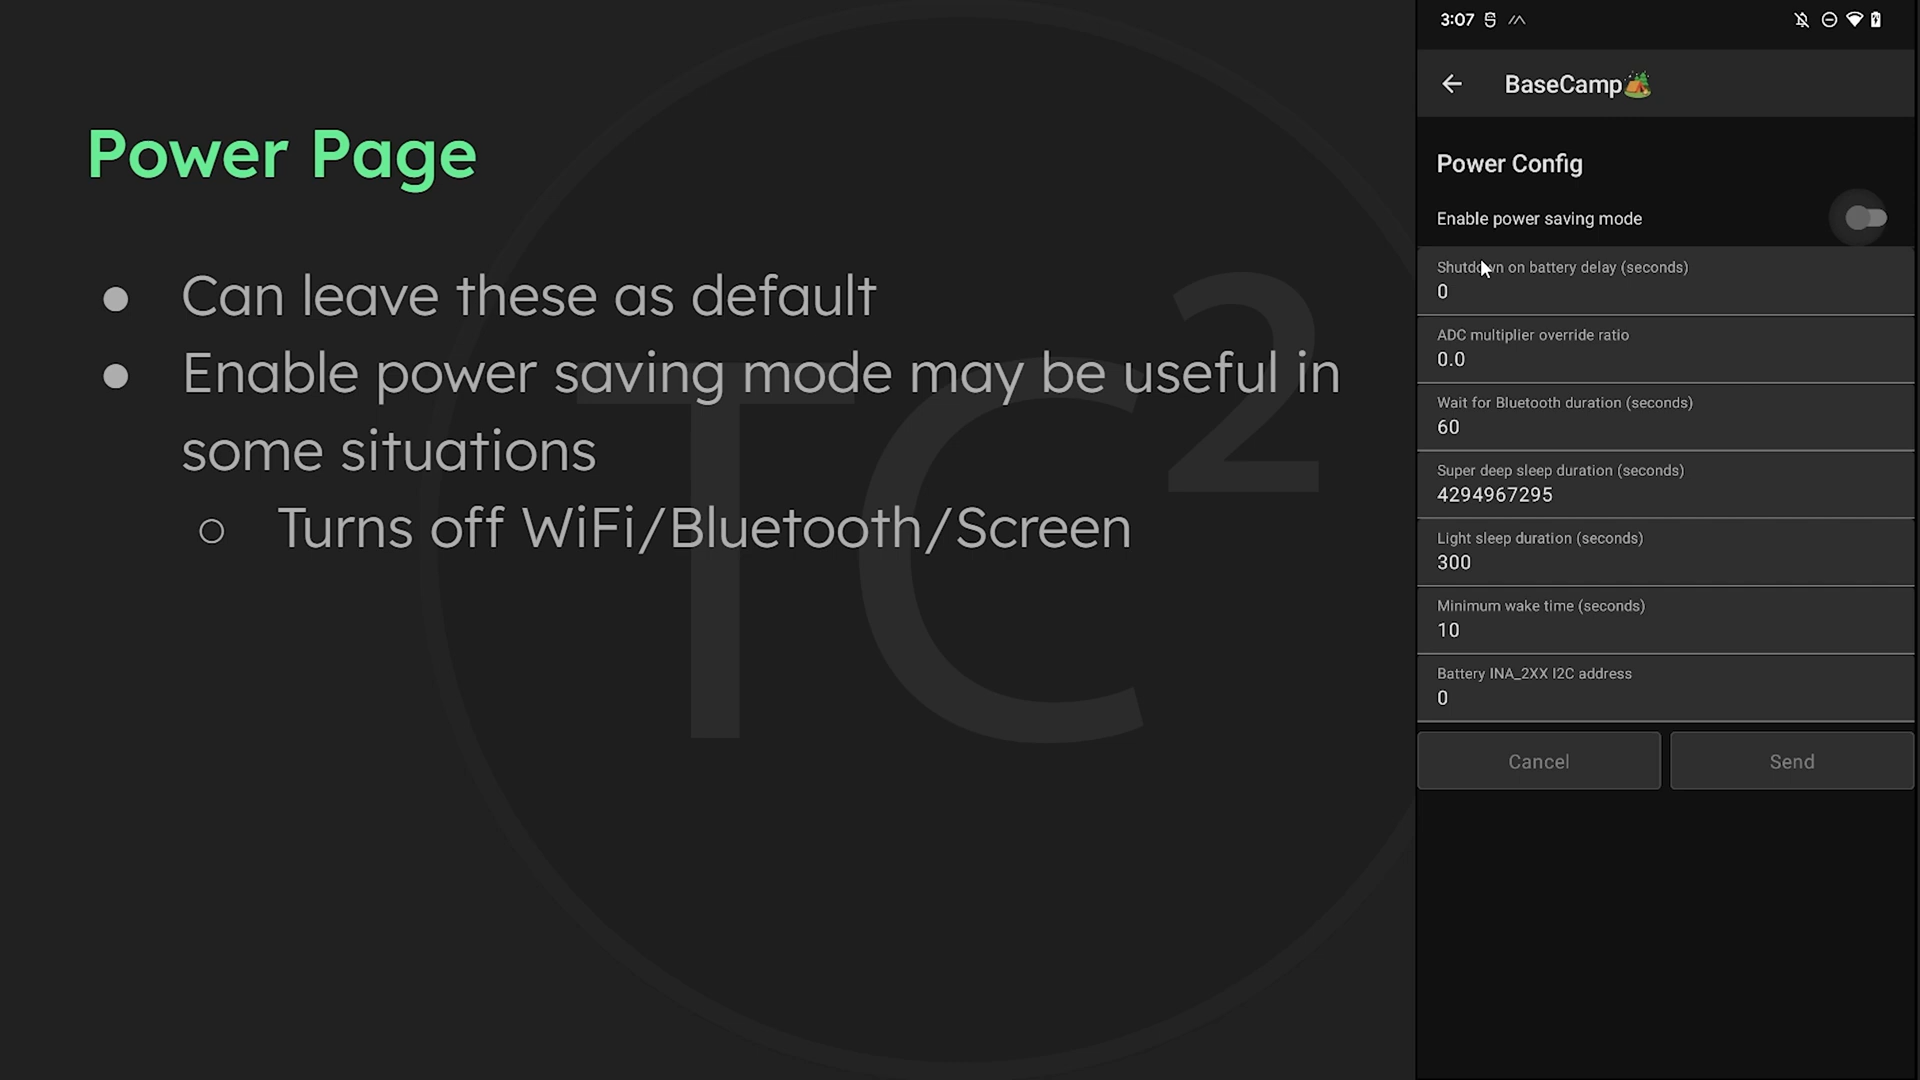 Power Page
● Can leave these as default
● Enable power saving mode may be useful in
some situations
○ Turns off WiFi/Bluetooth/Screen
TC²
3:07
BaseCamp🏕️
Power Config
Enable power saving mode
Shutdown on battery delay (seconds)
0
ADC multiplier override ratio
0.0
Wait for Bluetooth duration (seconds)
60
Super deep sleep duration (seconds)
4294967295
Light sleep duration (seconds)
300
Minimum wake time (seconds)
10
Battery INA_2XX I2C address
0
Cancel
Send